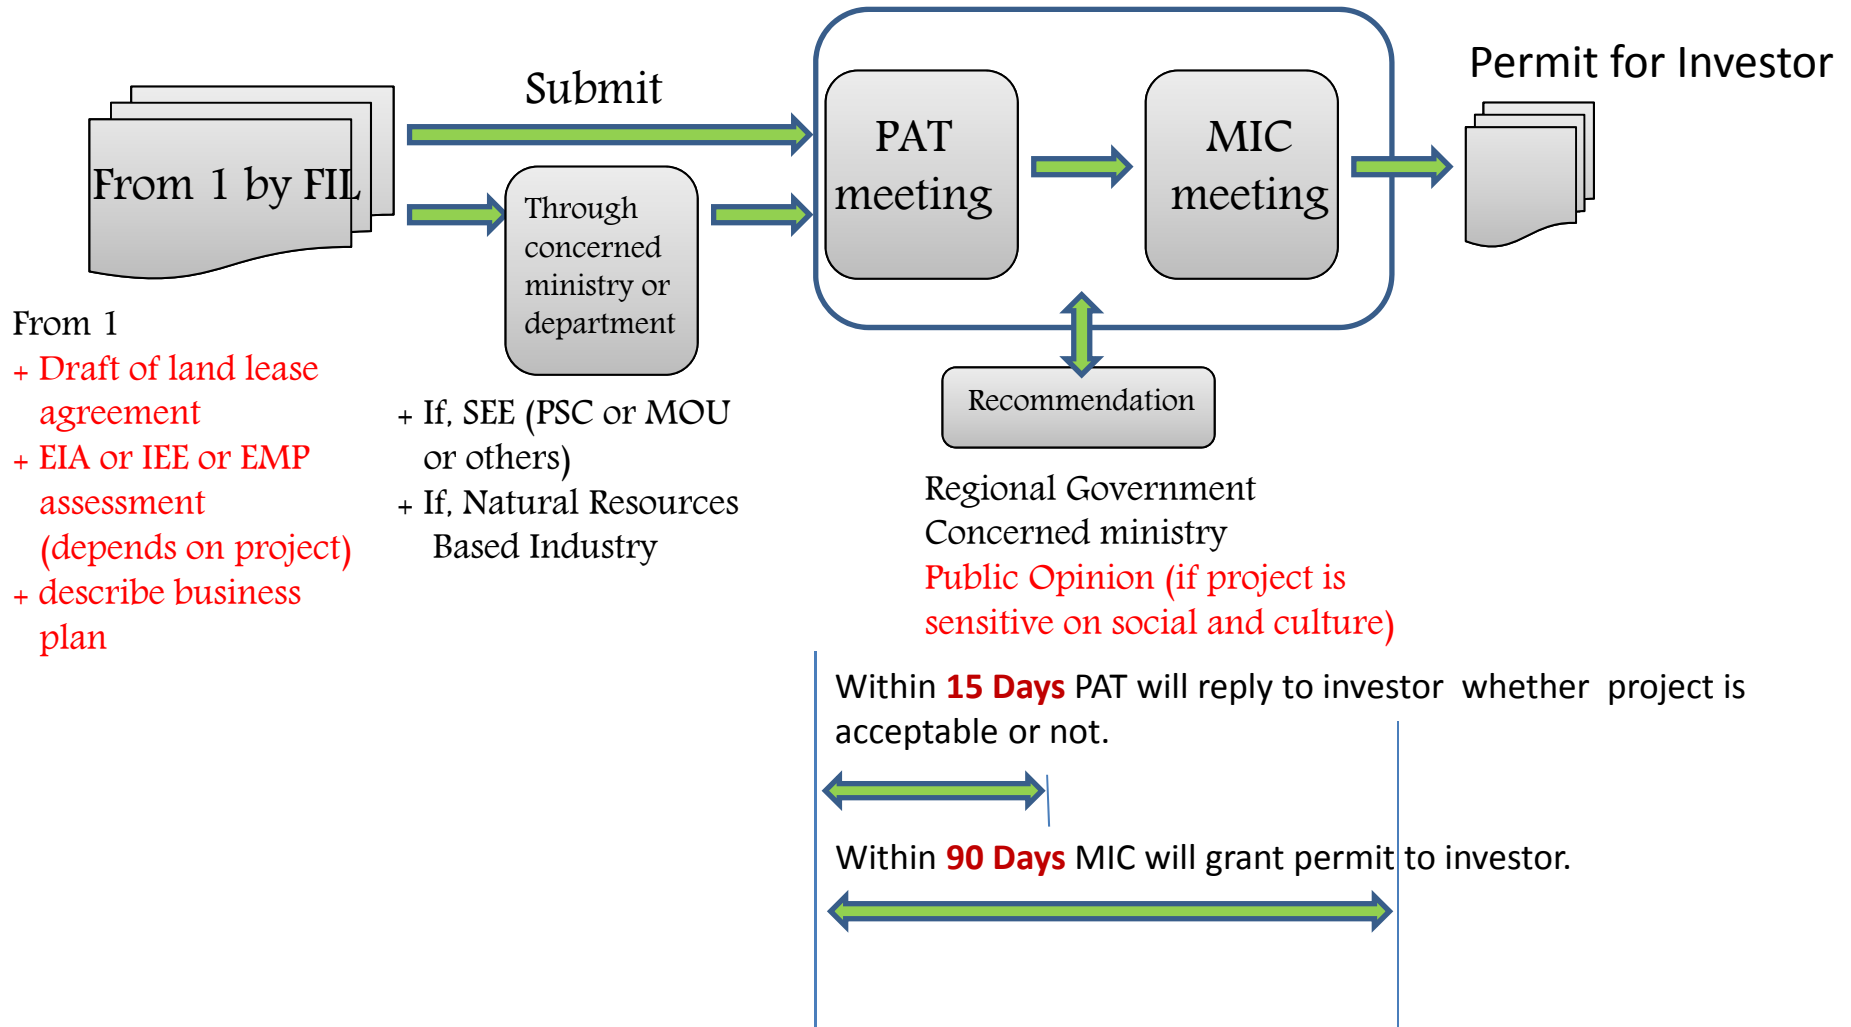 Submit
From 1 by FIL
Through
concerned
ministry or
department
PAT
meeting
MIC
meeting
Permit for Investor
From 1
+ Draft of land lease
agreement
+ EIA or IEE or EMP
assessment
(depends on project)
+ describe business
plan
+ If, SEE (PSC or MOU
or others)
+ If, Natural Resources
Based Industry
Recommendation
Regional Government
Concerned ministry
Public Opinion (if project is
sensitive on social and culture)
Within 15 Days PAT will reply to investor whether project is
acceptable or not.
Within 90 Days MIC will grant permit to investor.